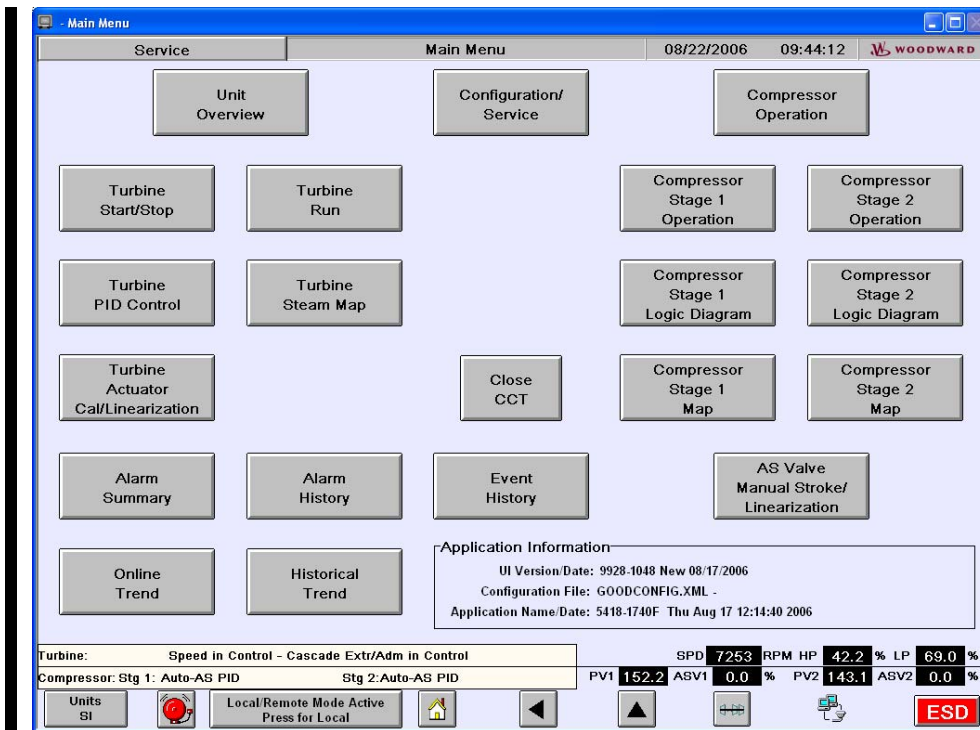 - Main Menu
Service Main Menu 08/22/2006 09:44:12 WOODWARD
Unit
Overview
Configuration/
Service
Compressor
Operation
Turbine
Start/Stop
Turbine
Run
Compressor
Stage 1
Operation
Compressor
Stage 2
Operation
Turbine
PID Control
Turbine
Steam Map
Compressor
Stage 1
Logic Diagram
Compressor
Stage 2
Logic Diagram
Turbine
Actuator
Cal/Linearization
Close
CCT
Compressor
Stage 1
Map
Compressor
Stage 2
Map
Alarm
Summary
Alarm
History
Event
History
AS Valve
Manual Stroke/
Linearization
Online
Trend
Historical
Trend
Application Information
UI Version/Date: 9928-1048 New 08/17/2006
Configuration File: GOODCONFIG.XML -
Application Name/Date: 5418-1740F Thu Aug 17 12:14:40 2006
Turbine: Speed in Control - Cascade Extr/Adm in Control SPD 7253 RPM HP 42.2 % LP 69.0 %
Compressor: Stg 1: Auto-AS PID Stg 2:Auto-AS PID PV1 152.2 ASV1 0.0 % PV2 143.1 ASV2 0.0 %
Units
SI
Local/Remote Mode Active
Press for Local
ESD